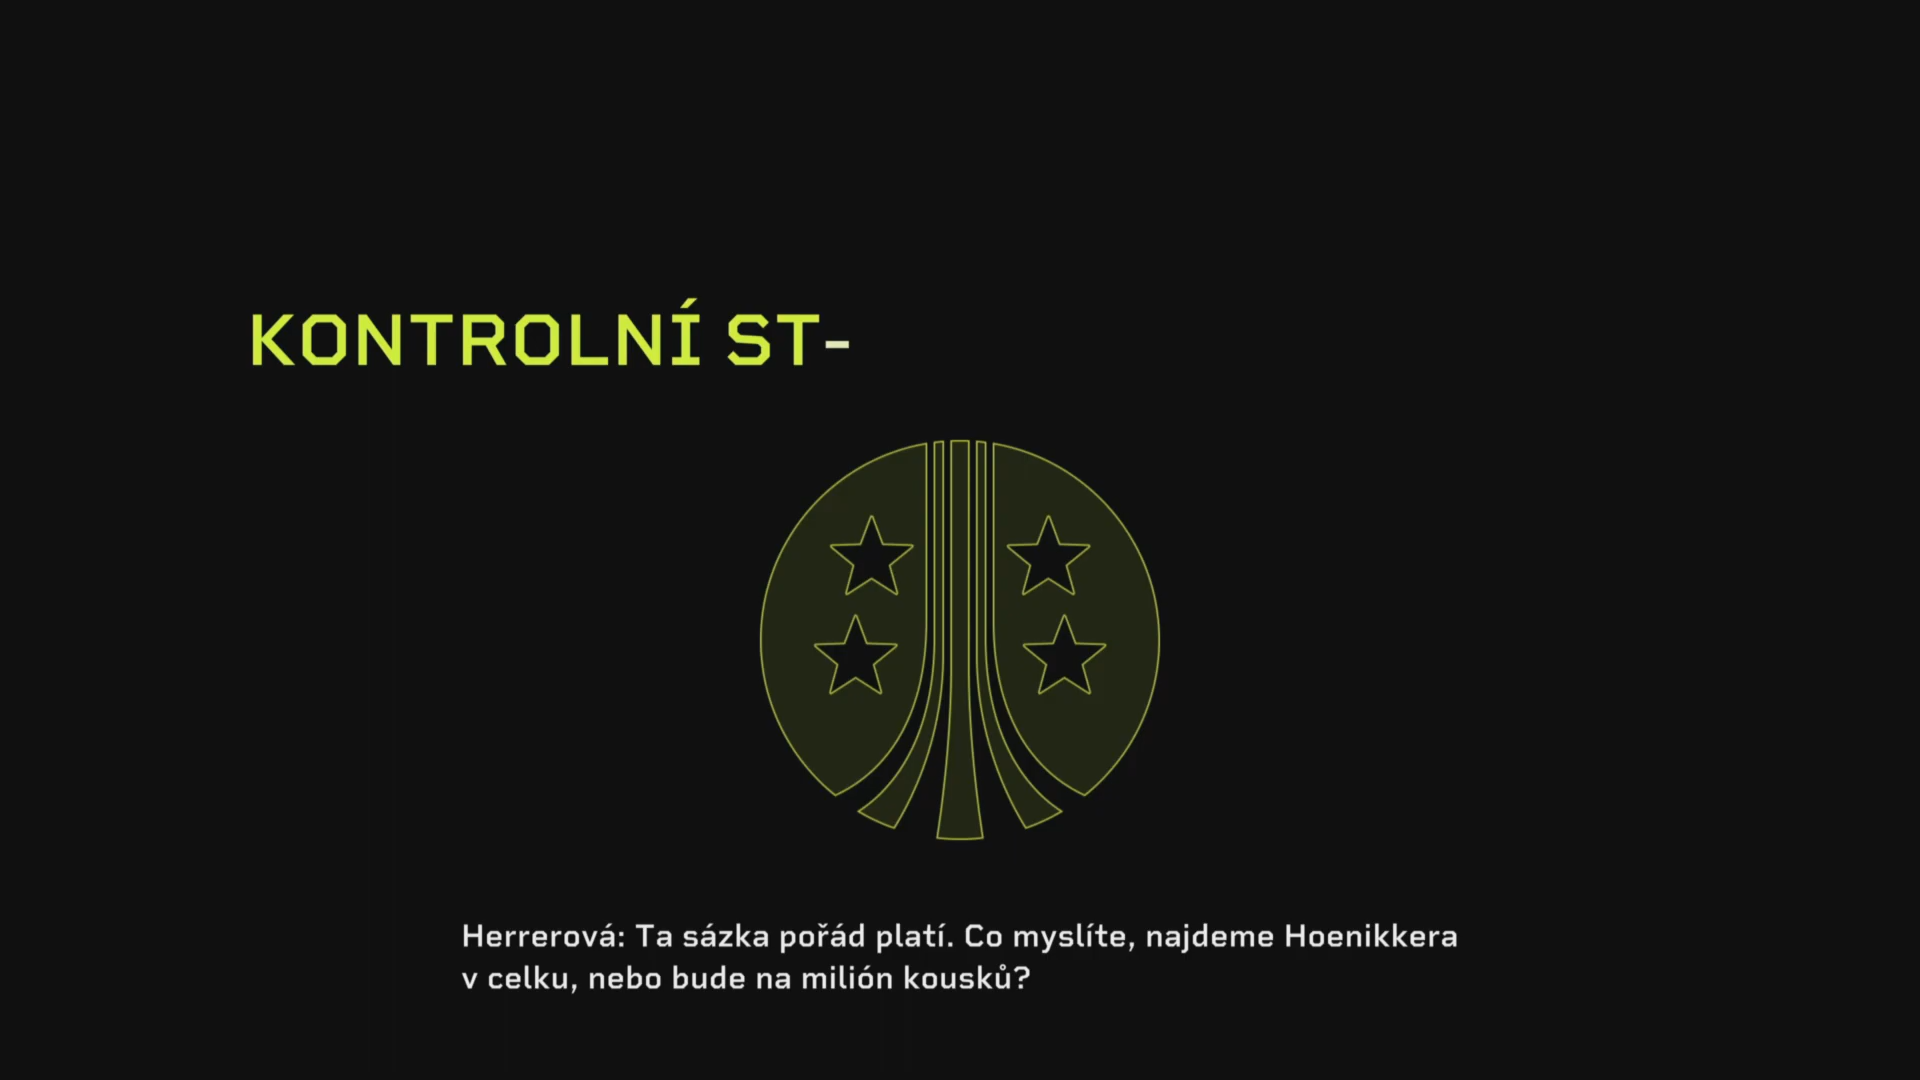 KONTROLNÍ ST-
Herrerová: Ta sázka pořád platí. Co myslíte, najdeme Hoenikkera
v celku, nebo bude na milión kousků?